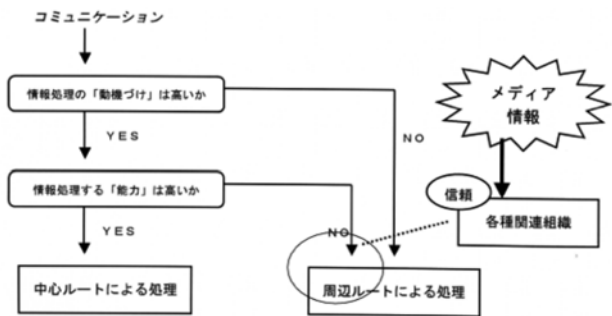 コミュニケーション
情報処理の「動機づけ」は高いか
YES
NO
メディア
情報
情報処理する「能力」は高いか
YES
NO
信頼
各種関連組織
中心ルートによる処理
周辺ルートによる処理